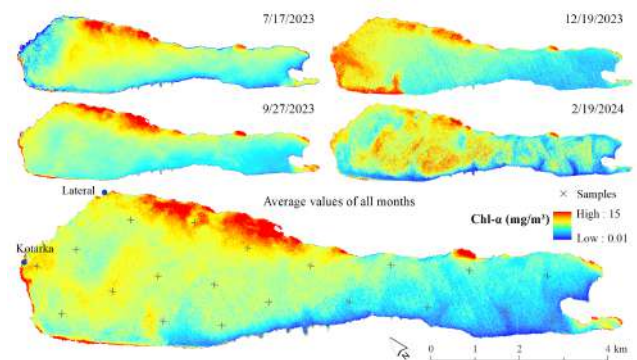 7/17/2023
12/19/2023
9/27/2023
2/19/2024
Lateral
Average values of all months
× Samples
Chl-α (mg/m³)
High : 15
Low : 0.01
Kotarka
N
0 1 2 4 km